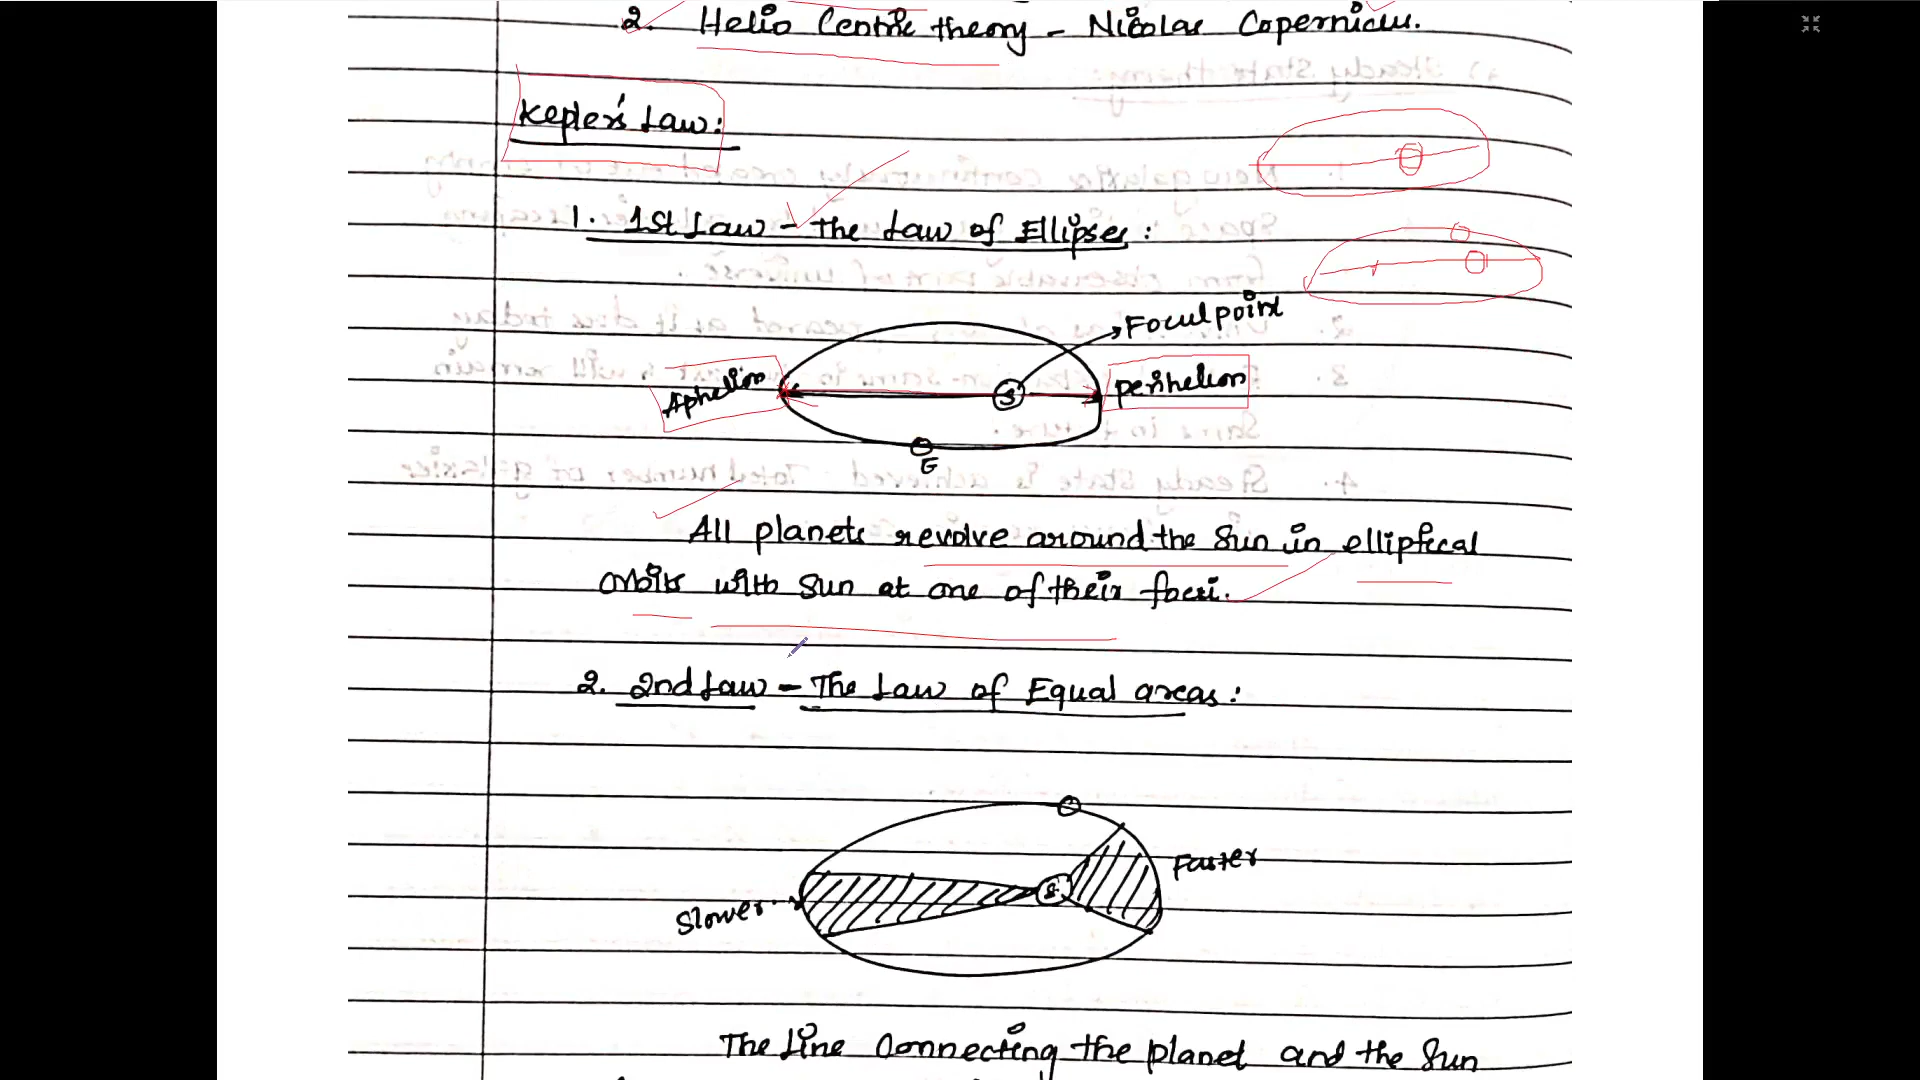 2. Helio Centric theory - Nicolas Copernicus.
Kepler's Law:
1. 1st Law - The Law of Ellipses:
Focul point
Aphelion
S
Perihelion
E
All planets revolve around the Sun in elliptical
orbits with Sun at one of their foci.
2. 2nd Law - The Law of Equal areas:
Faster
S
Slower
The Line Connecting the planet and the Sun